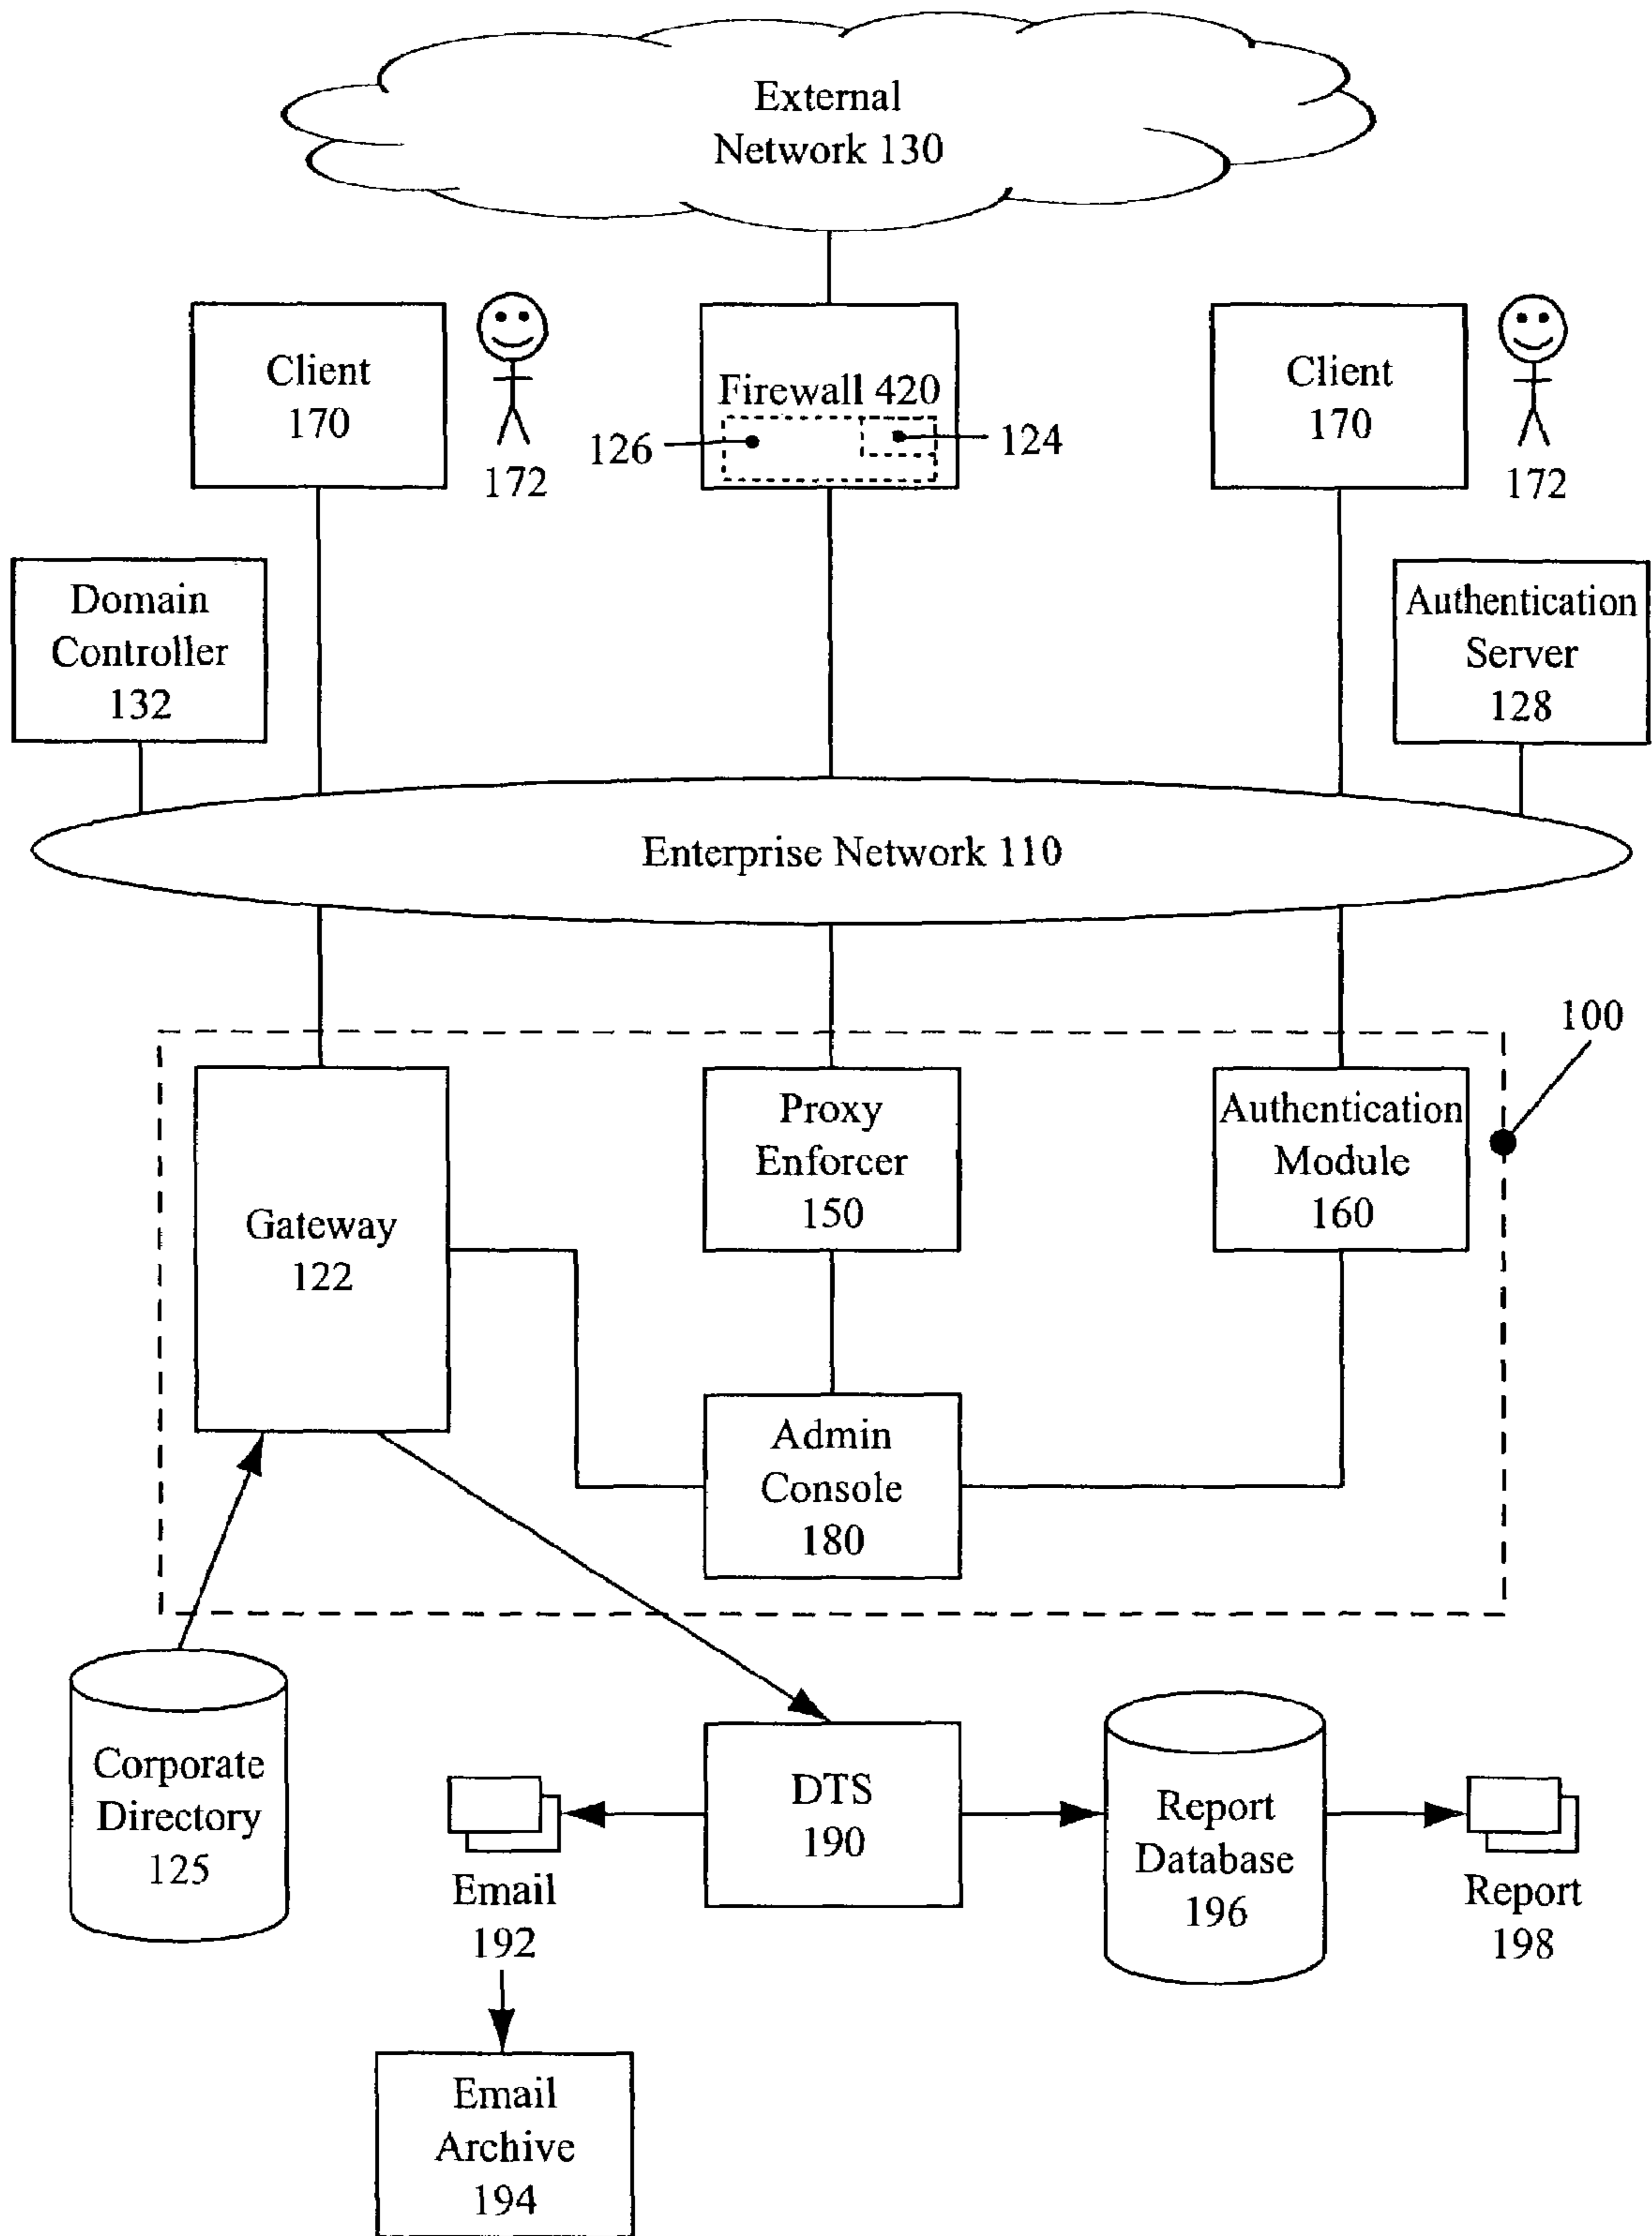 External
Network 130
Client
170
172
Firewall 420
126
124
Client
170
172
Domain
Controller
132
Authentication
Server
128
Enterprise Network 110
100
Gateway
122
Proxy
Enforcer
150
Authentication
Module
160
Admin
Console
180
Corporate
Directory
125
Email
192
DTS
190
Report
Database
196
Report
198
Email
Archive
194